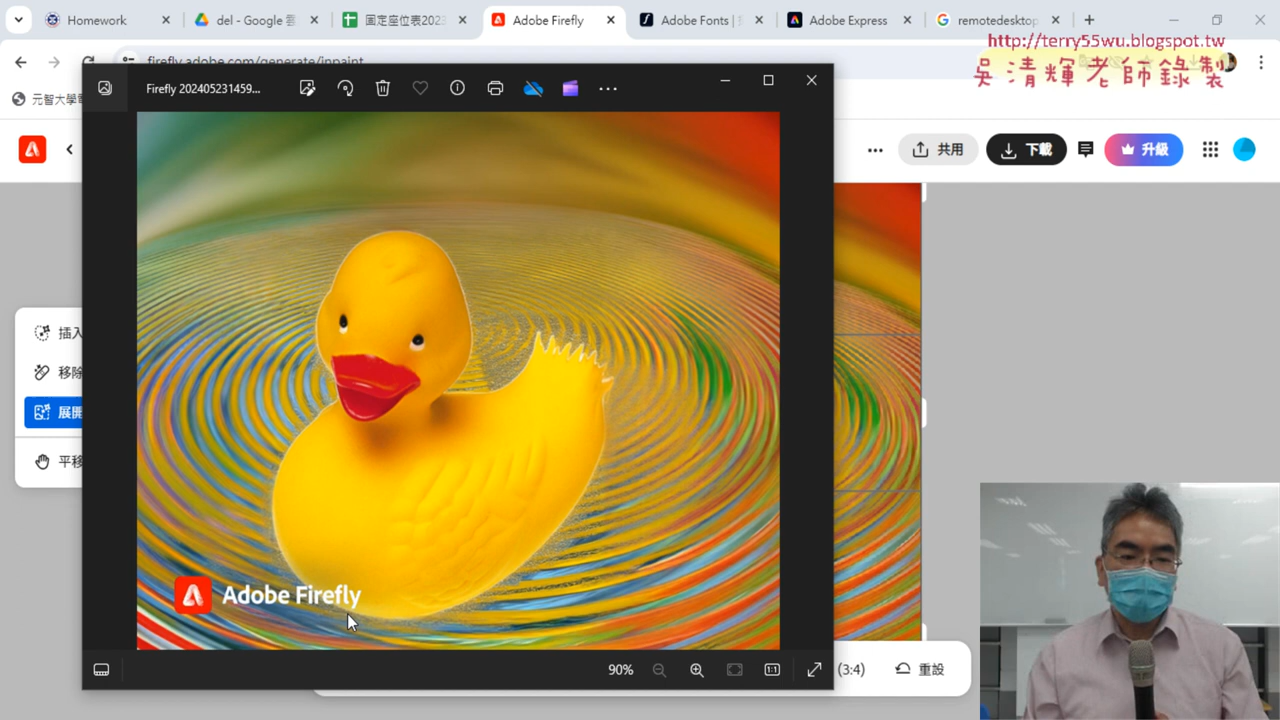 Homework
del - Google 雲
固定座位表2023
Adobe Firefly
Adobe Fonts |
Adobe Express
remotedesktop
firefly.adobe.com/generate/inpaint
http://terry55wu.blogspot.tw
吳清輝老師錄製
元智大學
Firefly 202405231459...
共用
下載
升級
插入
移除
展開
平移
Adobe Firefly
90%
1:1
(3:4)
重設